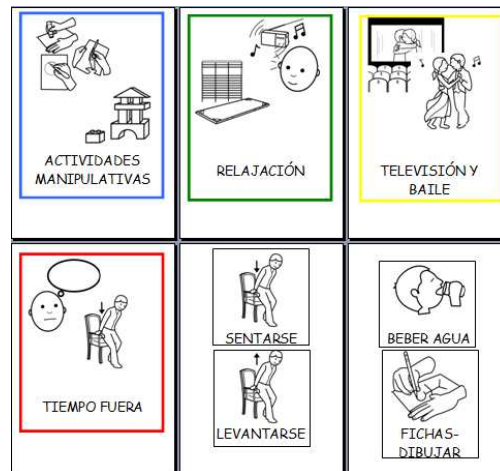 ACTIVIDADES
MANIPULATIVAS
RELAJACIÓN
TELEVISIÓN Y
BAILE
TIEMPO FUERA
SENTARSE
LEVANTARSE
BEBER AGUA
FICHAS-
DIBUJAR